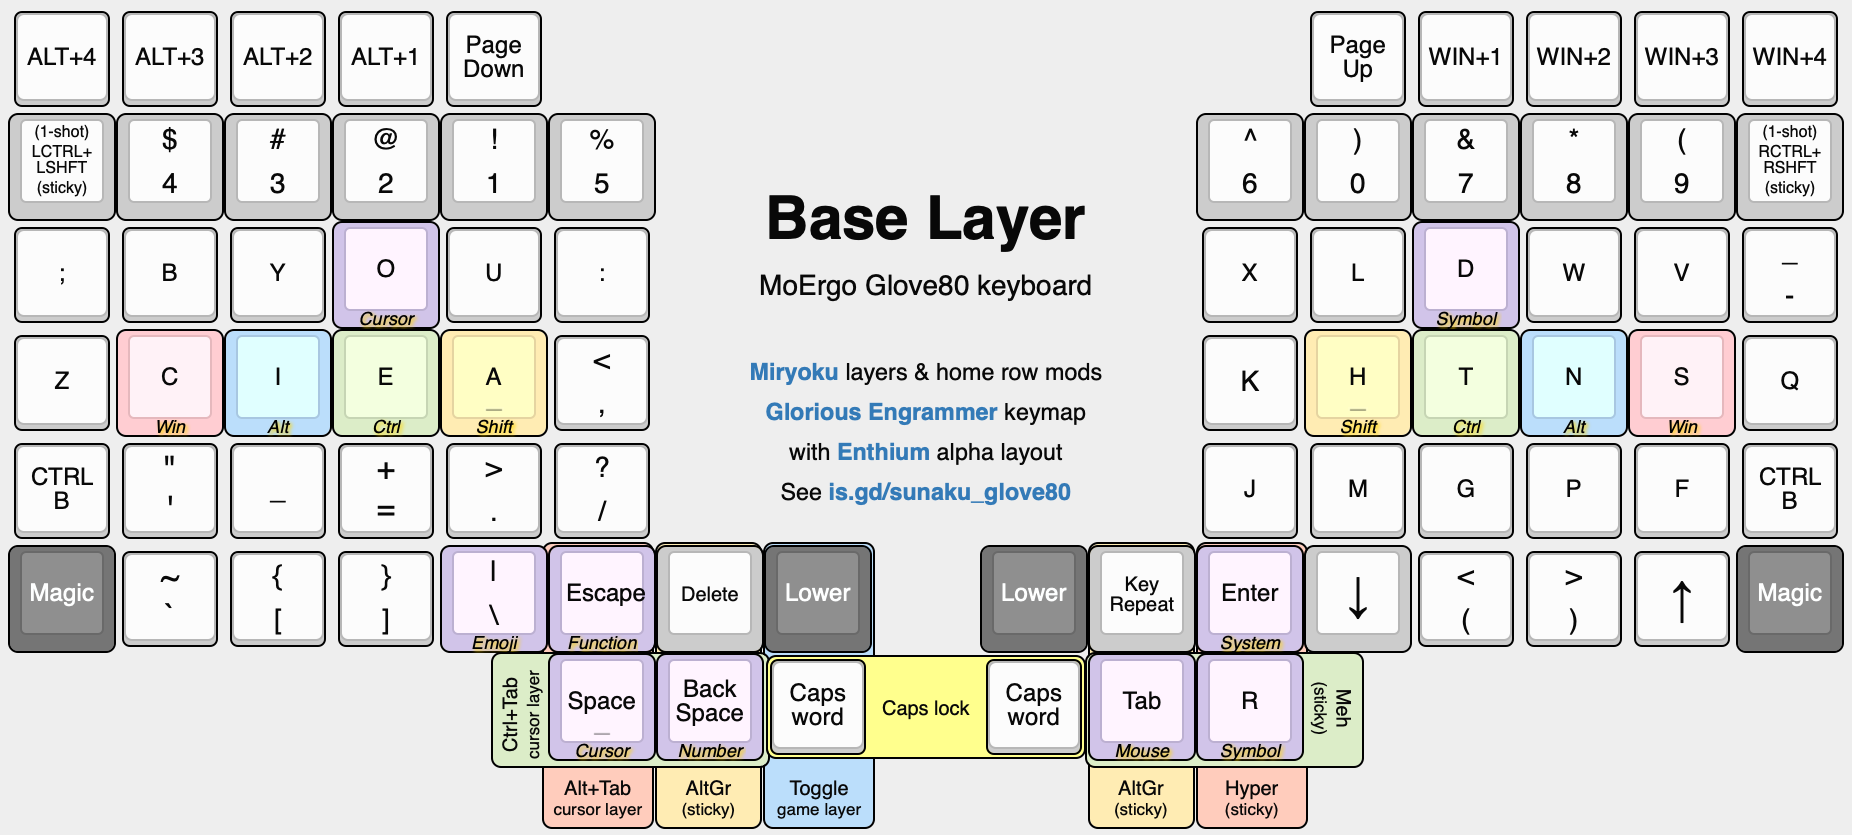 ALT+4 ALT+3 ALT+2 ALT+1 Page Down
Page Up WIN+1 WIN+2 WIN+3 WIN+4
(1-shot) LCTRL+ LSHFT (sticky)
$ 4
# 3
@ 2
! 1
% 5
^ 6
) 0
& 7
* 8
( 9
(1-shot) RCTRL+ RSHFT (sticky)
; B Y O Cursor U :
X L D Symbol W V _ -
Z C Win I Alt E Ctrl A _ Shift < ,
K H _ Shift T Ctrl N Alt S Win Q
CTRL B " ' _ + = > . ? /
J M G P F CTRL B
Magic ~ ` { [ } ] | \ Emoji Escape Function Delete Lower
Lower Key Repeat Enter System ↓ < ( > ) ↑ Magic
Ctrl+Tab cursor layer
Space _ Cursor
Back Space Number
Caps word
Caps lock
Caps word
Tab Mouse
R Symbol
Meh (sticky)
Alt+Tab cursor layer
AltGr (sticky)
Toggle game layer
AltGr (sticky)
Hyper (sticky)
Base Layer
MoErgo Glove80 keyboard
Miryoku layers & home row mods
Glorious Engrammer keymap
with Enthium alpha layout
See is.gd/sunaku_glove80